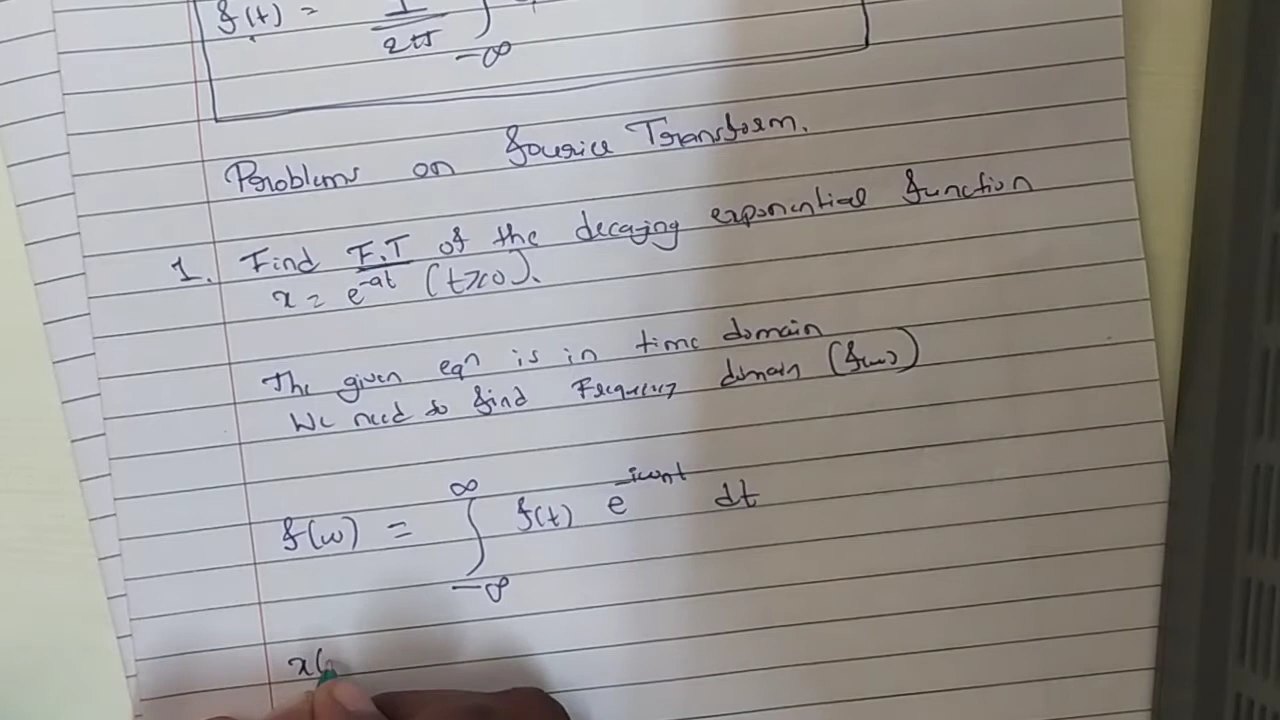 f(t) = 1/2π ∫ -∞
Problems on Fourier Transform.
1. Find F.T of the decaying exponential function
x = e^-at (t>0).
The given eqn is in time domain
We need to find Frequency domain (f(ω))
f(ω) = ∫ -∞ ∞ f(t) e^-iωnt dt
x(